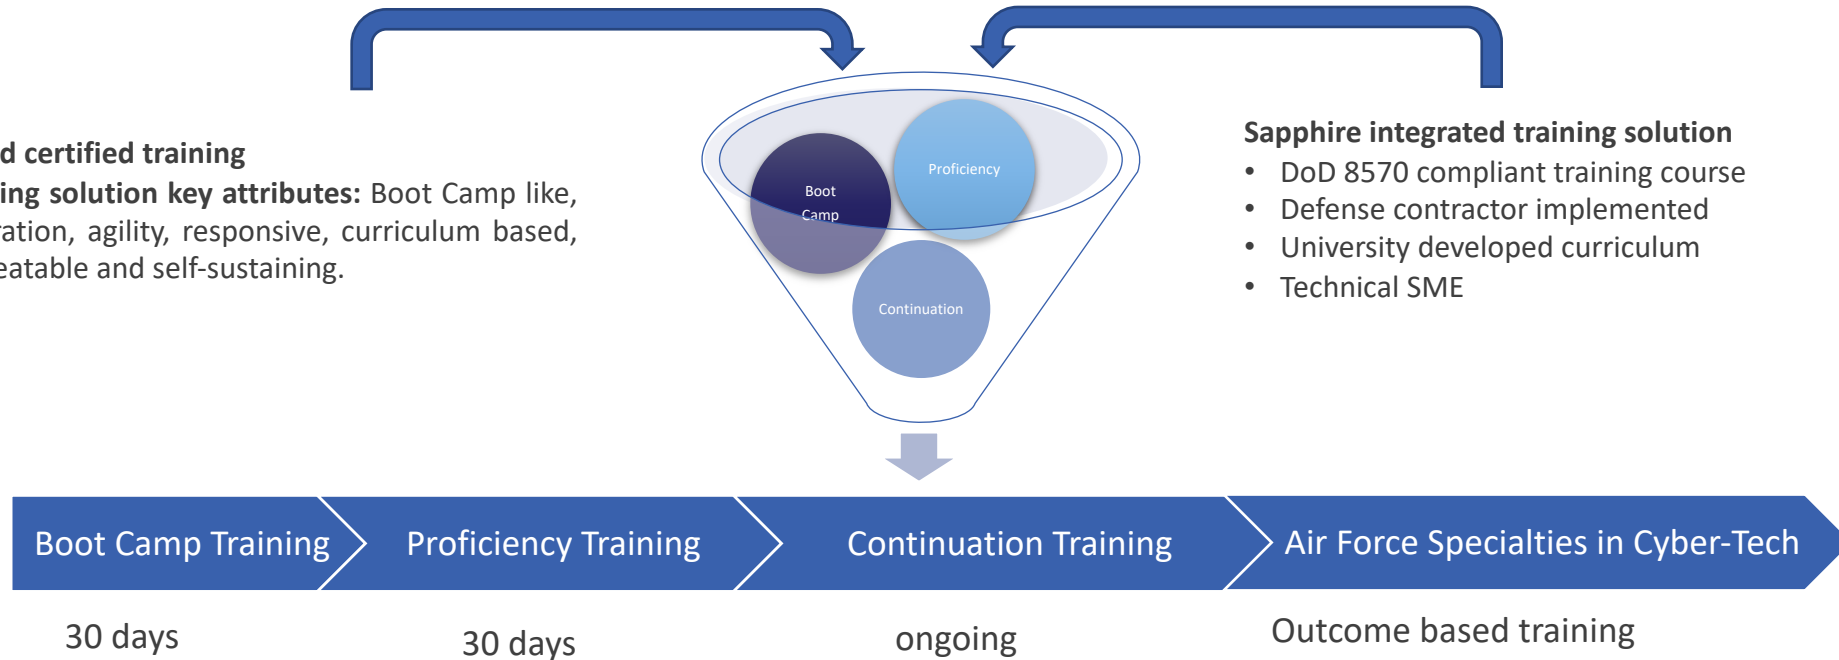 d certified training
ing solution key attributes: Boot Camp like,
ration, agility, responsive, curriculum based,
eatable and self-sustaining.
Boot
Camp
Proficiency
Continuation
Sapphire integrated training solution
• DoD 8570 compliant training course
• Defense contractor implemented
• University developed curriculum
• Technical SME
Boot Camp Training
Proficiency Training
Continuation Training
Air Force Specialties in Cyber-Tech
30 days
30 days
ongoing
Outcome based training